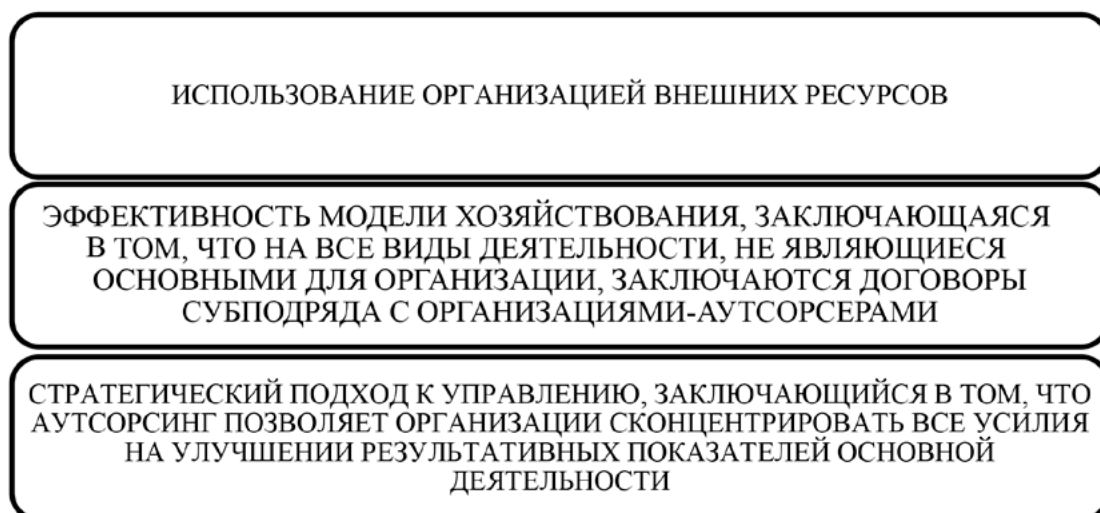 ИСПОЛЬЗОВАНИЕ ОРГАНИЗАЦИЕЙ ВНЕШНИХ РЕСУРСОВ
ЭФФЕКТИВНОСТЬ МОДЕЛИ ХОЗЯЙСТВОВАНИЯ, ЗАКЛЮЧАЮЩАЯСЯ
В ТОМ, ЧТО НА ВСЕ ВИДЫ ДЕЯТЕЛЬНОСТИ, НЕ ЯВЛЯЮЩИЕСЯ
ОСНОВНЫМИ ДЛЯ ОРГАНИЗАЦИИ, ЗАКЛЮЧАЮТСЯ ДОГОВОРЫ
СУБПОДРЯДА С ОРГАНИЗАЦИЯМИ-АУТСОРСЕРАМИ
СТРАТЕГИЧЕСКИЙ ПОДХОД К УПРАВЛЕНИЮ, ЗАКЛЮЧАЮЩИЙСЯ В ТОМ, ЧТО
АУТСОРСИНГ ПОЗВОЛЯЕТ ОРГАНИЗАЦИИ СКОНЦЕНТРИРОВАТЬ ВСЕ УСИЛИЯ
НА УЛУЧШЕНИИ РЕЗУЛЬТАТИВНЫХ ПОКАЗАТЕЛЕЙ ОСНОВНОЙ
ДЕЯТЕЛЬНОСТИ